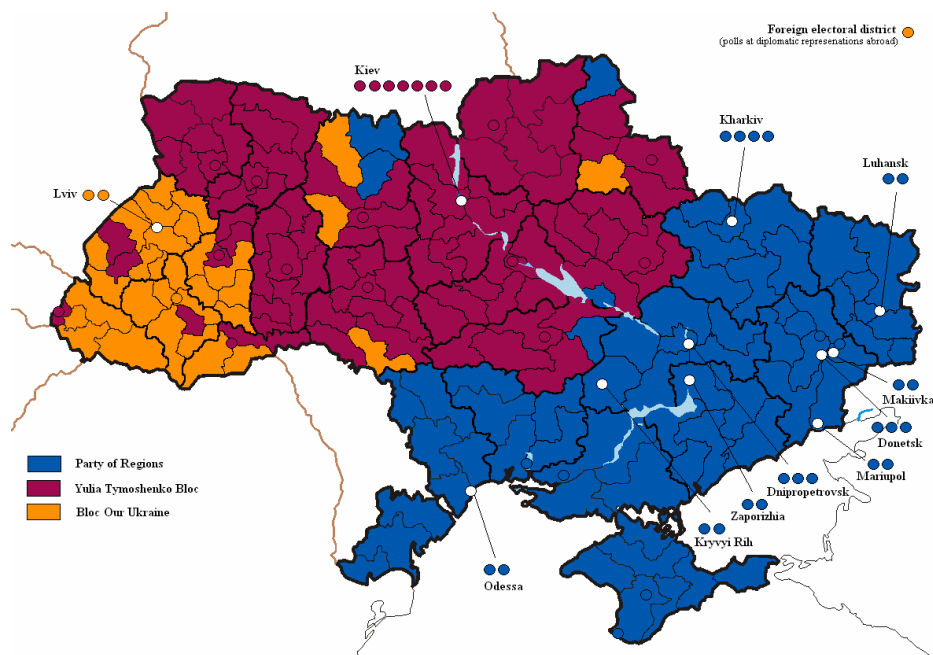 Foreign electoral district
(polls at diplomatic represenations abroad)
Kiev
Kharkiv
Luhansk
Lviv
Makiivka
Donetsk
Mariupol
Dnipropetrovsk
Zaporizhia
Kryvyi Rih
Odessa
Party of Regions
Yulia Tymoshenko Bloc
Bloc Our Ukraine